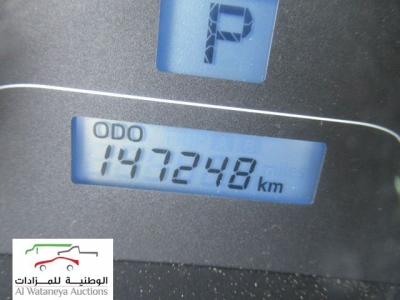 P
ODO
147248 km
الوطنية للمزادات
Al Wataneya Auctions